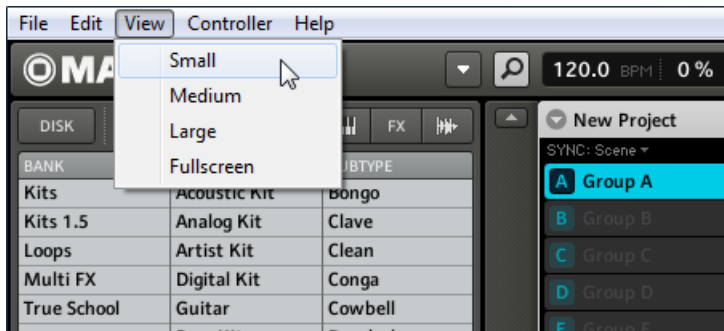 File Edit View Controller Help
Small
Medium
Large
Fullscreen
MA
120.0 BPM 0 %
DISK
FX
New Project
SYNC: Scene
BANK
Kits Acoustic Kit Bongo
Kits 1.5 Analog Kit Clave
Loops Artist Kit Clean
Multi FX Digital Kit Conga
True School Guitar Cowbell
A Group A
B Group B
C Group C
D Group D
E Group E